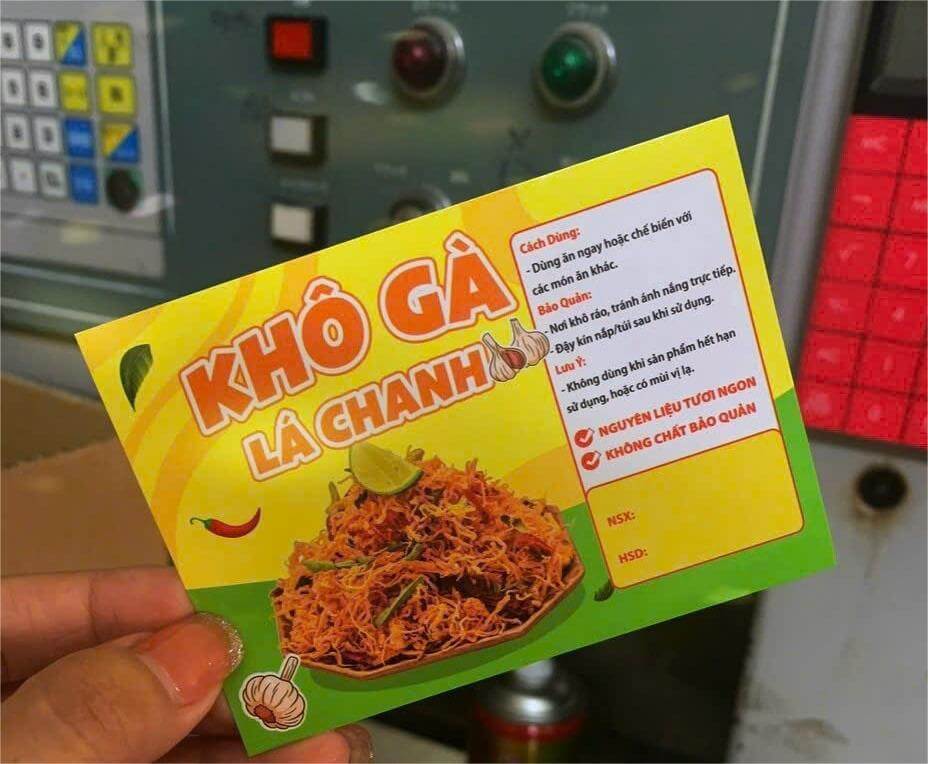 KHÔ GÀ
LÁ CHANH
Cách Dùng:
- Dùng ăn ngay hoặc chế biến với
các món ăn khác.
Bảo Quản:
- Nơi khô ráo, tránh ánh nắng trực tiếp.
- Đậy kín nắp/túi sau khi sử dụng.
Lưu Ý:
- Không dùng khi sản phẩm hết hạn
sử dụng, hoặc có mùi vị lạ.
NGUYÊN LIỆU TƯƠI NGON
KHÔNG CHẤT BẢO QUẢN
NSX:
HSD: